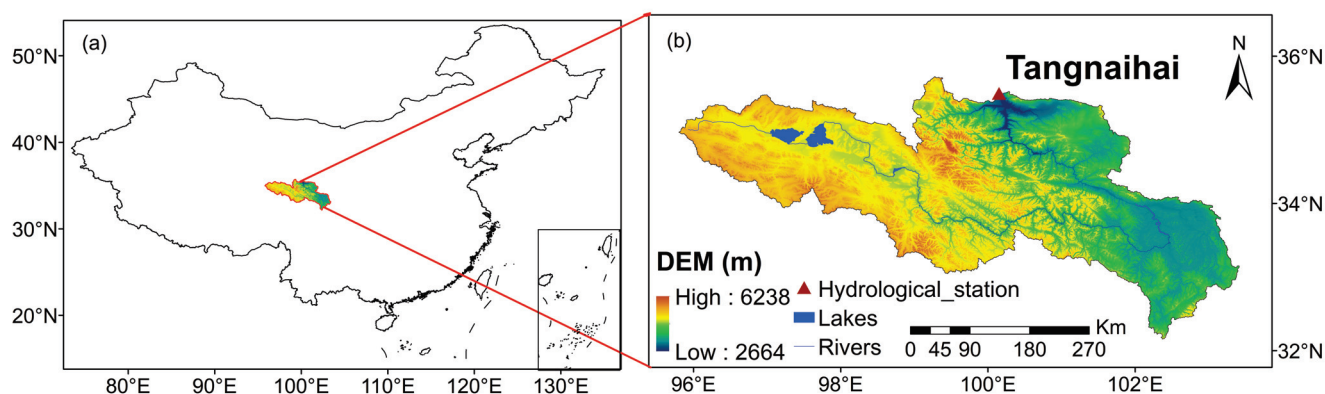 (a)
50°N
40°N
30°N
20°N
80°E
90°E
100°E
110°E
120°E
130°E
(b)
Tangnaihai
N
36°N
34°N
32°N
DEM (m)
High : 6238
Low : 2664
Hydrological_station
Lakes
Rivers
Km
0 45 90 180 270
96°E
98°E
100°E
102°E